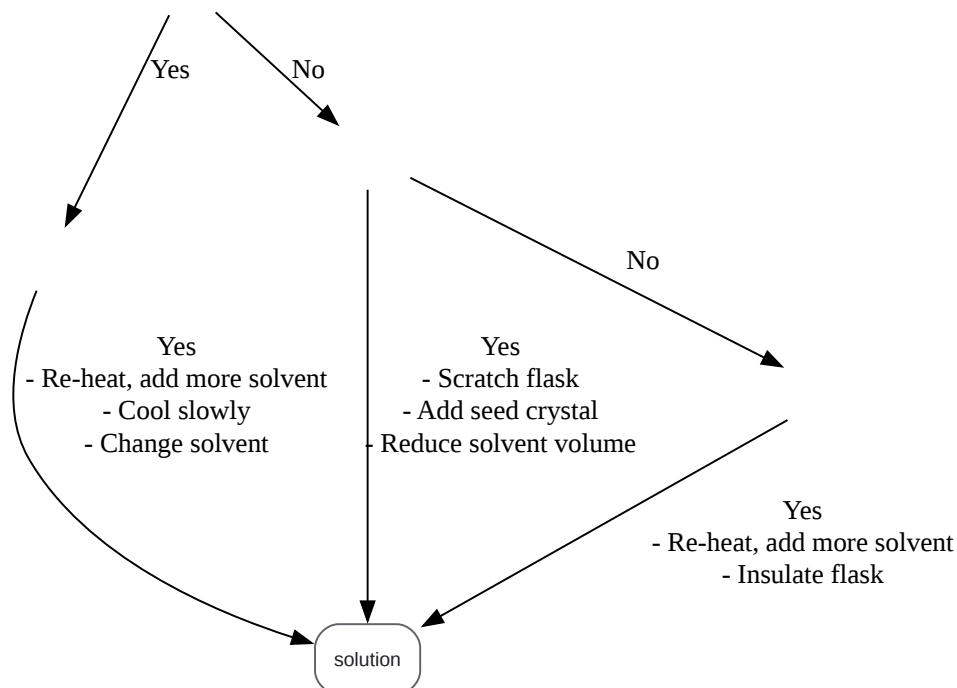 Yes
No
No
Yes
- Re-heat, add more solvent
- Cool slowly
- Change solvent
Yes
- Scratch flask
- Add seed crystal
- Reduce solvent volume
Yes
- Re-heat, add more solvent
- Insulate flask
solution